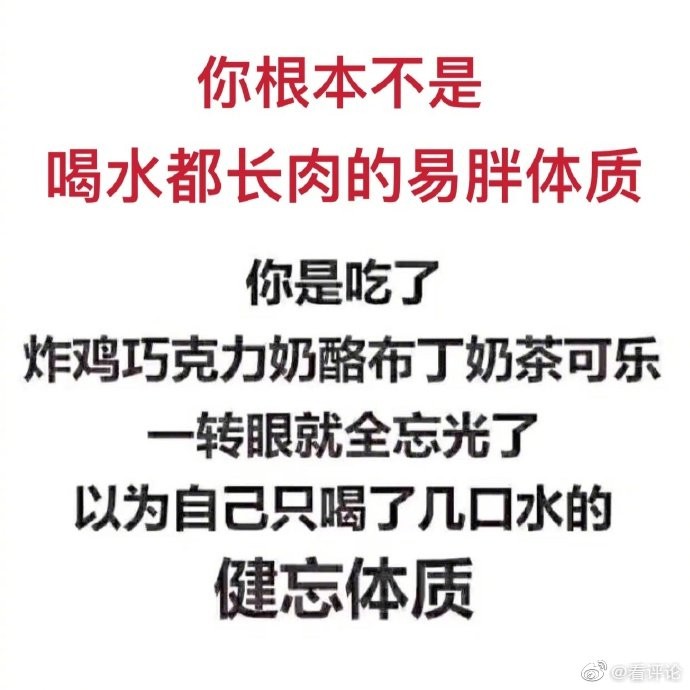 你根本不是
喝水都长肉的易胖体质
你是吃了
炸鸡巧克力奶酪布丁奶茶可乐
一转眼就全忘光了
以为自己只喝了几口水的
健忘体质
@看评论